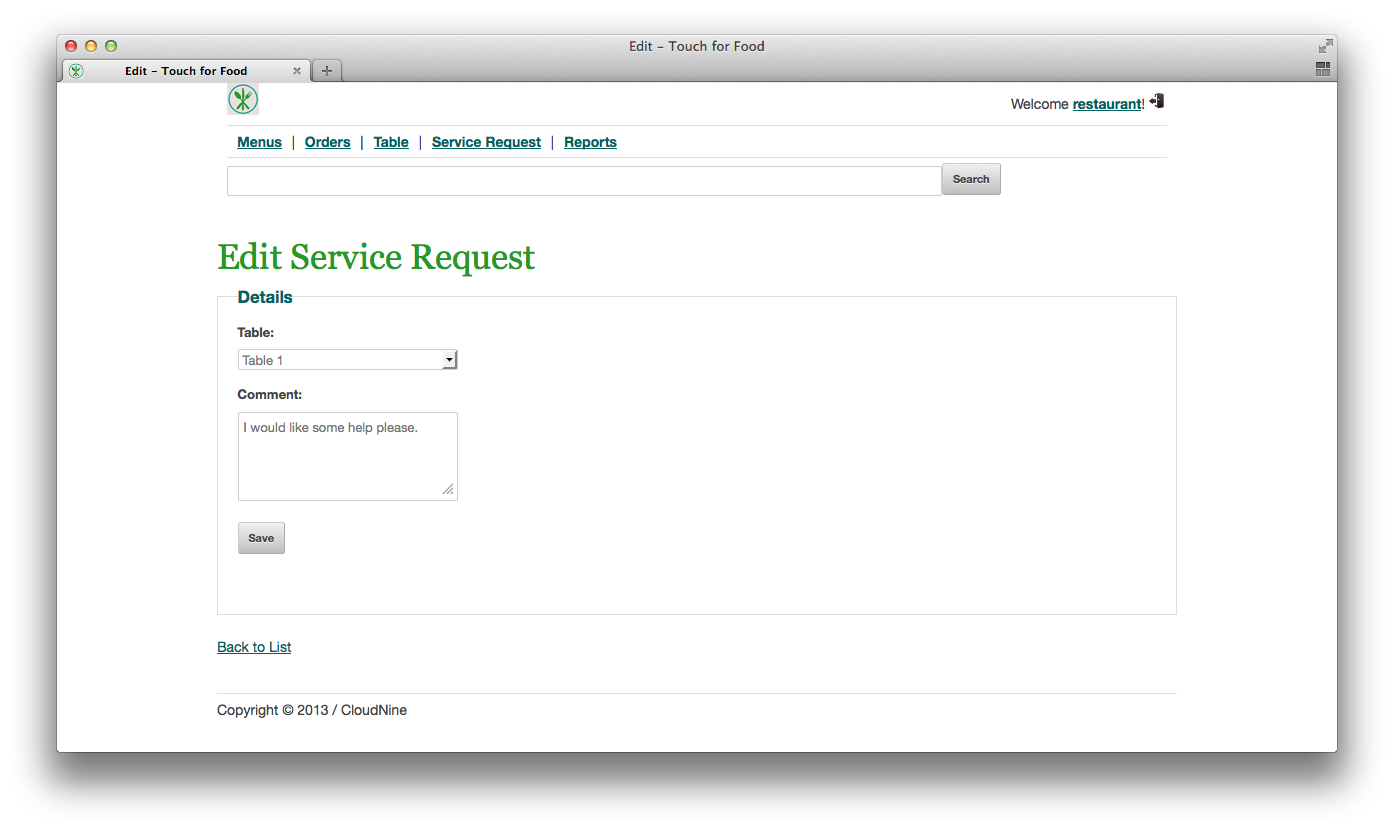 Edit – Touch for Food
Edit – Touch for Food
Welcome restaurant!
Menus | Orders | Table | Service Request | Reports
Search
Edit Service Request
Details
Table:
Table 1
Comment:
I would like some help please.
Save
Back to List
Copyright © 2013 / CloudNine